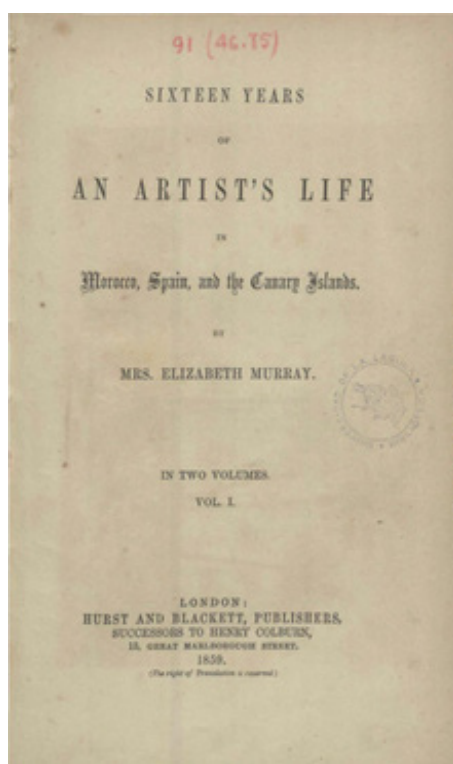 91 (46.85)
SIXTEEN YEARS
OF
AN ARTIST'S LIFE
IN
Morocco, Spain, and the Canary Islands.
BY
MRS. ELIZABETH MURRAY.
IN TWO VOLUMES.
VOL. I.
LONDON:
HURST AND BLACKETT, PUBLISHERS,
SUCCESSORS TO HENRY COLBURN,
13, GREAT MARLBOROUGH STREET.
1859.
(The right of Translation is reserved.)